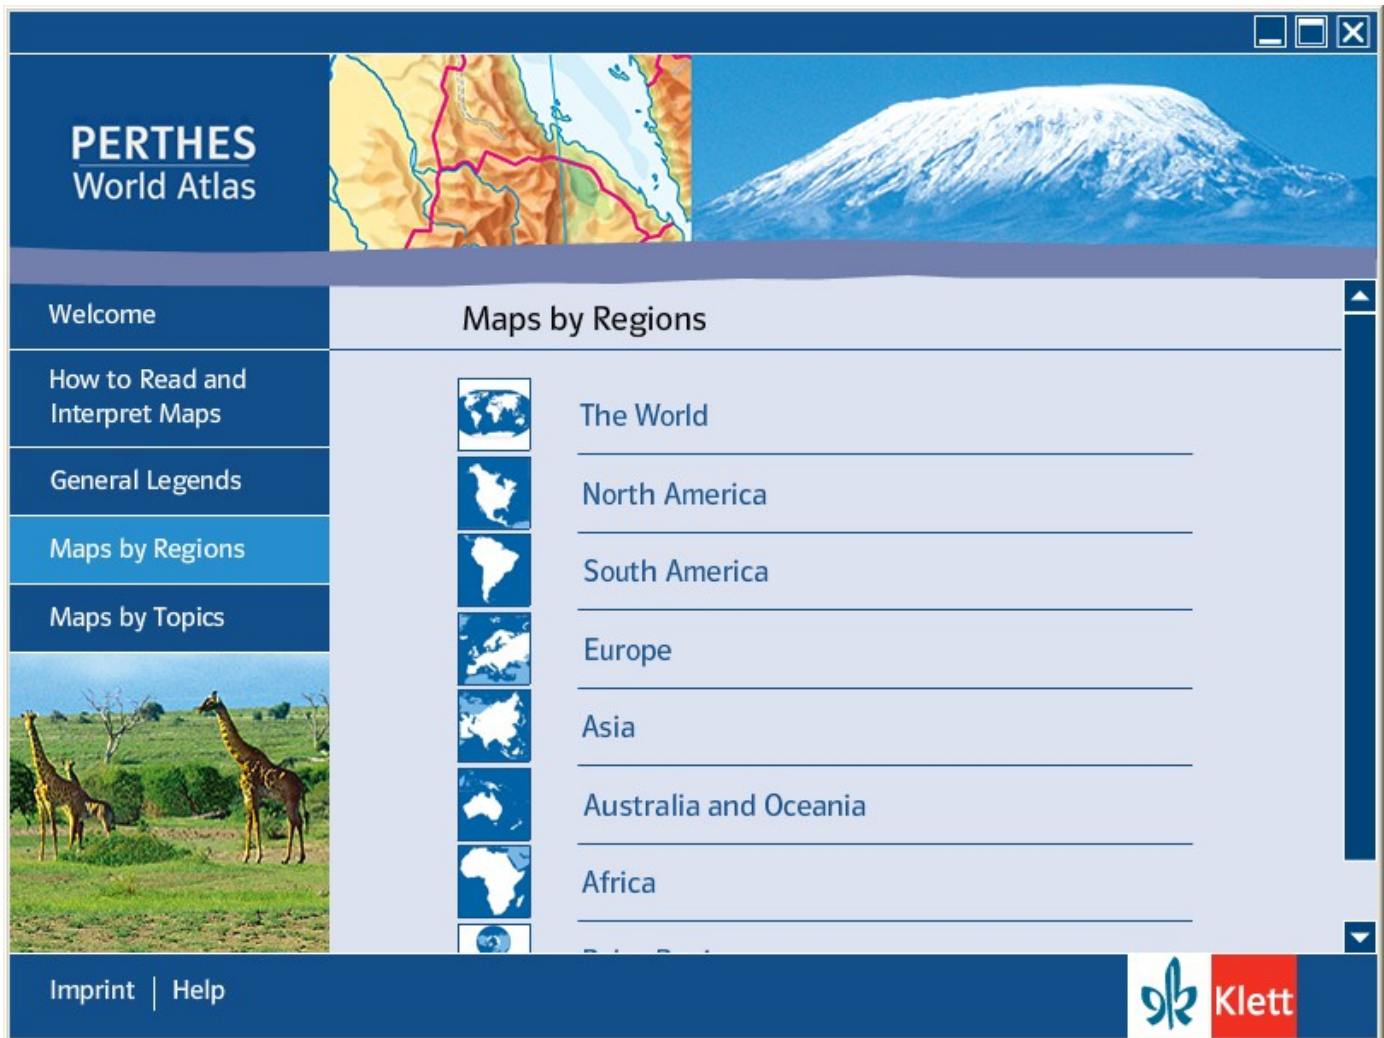 PERTHES
World Atlas
Welcome
How to Read and
Interpret Maps
General Legends
Maps by Regions
Maps by Topics
Maps by Regions
The World
North America
South America
Europe
Asia
Australia and Oceania
Africa
Imprint | Help
Klett